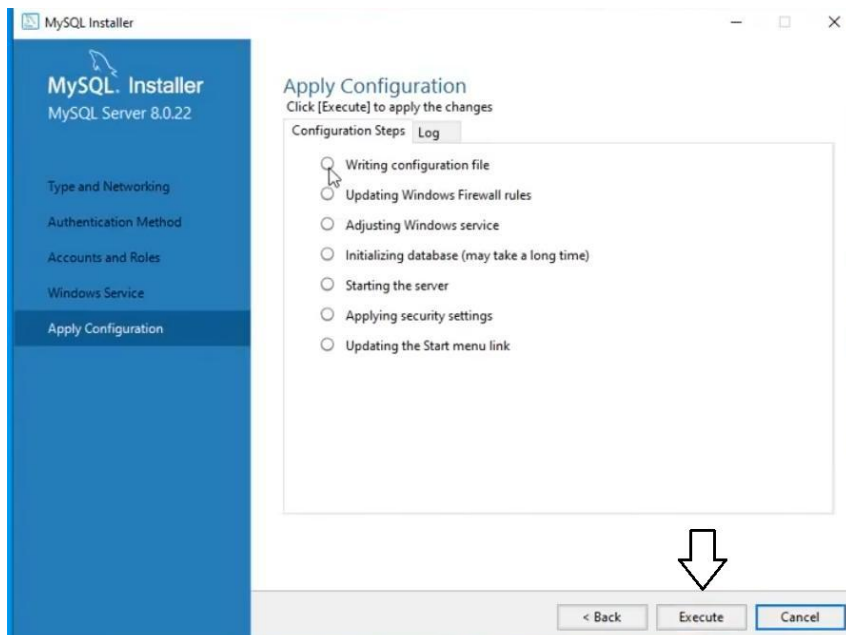 MySQL Installer
MySQL. Installer
MySQL Server 8.0.22
Type and Networking
Authentication Method
Accounts and Roles
Windows Service
Apply Configuration
Apply Configuration
Click [Execute] to apply the changes
Configuration Steps Log
Writing configuration file
Updating Windows Firewall rules
Adjusting Windows service
Initializing database (may take a long time)
Starting the server
Applying security settings
Updating the Start menu link
< Back Execute Cancel